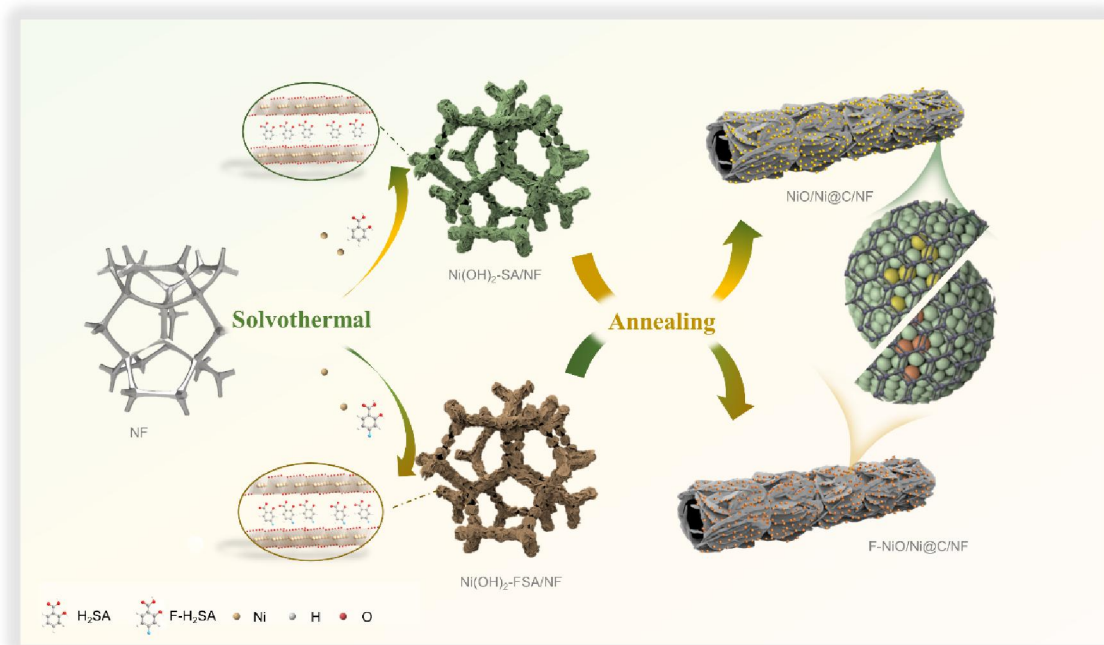 NiO/Ni@C/NF
Ni(OH)₂-SA/NF
Solvothermal
Annealing
NF
F-NiO/Ni@C/NF
Ni(OH)₂-FSA/NF
H₂SA
F-H₂SA
Ni
H
O